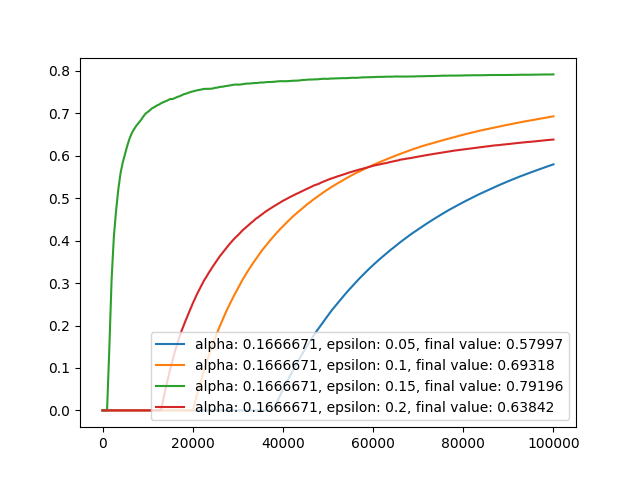 0.8
0.7
0.6
0.5
0.4
0.3
0.2
0.1
0.0
alpha: 0.1666671, epsilon: 0.05, final value: 0.57997
alpha: 0.1666671, epsilon: 0.1, final value: 0.69318
alpha: 0.1666671, epsilon: 0.15, final value: 0.79196
alpha: 0.1666671, epsilon: 0.2, final value: 0.63842
0 20000 40000 60000 80000 100000